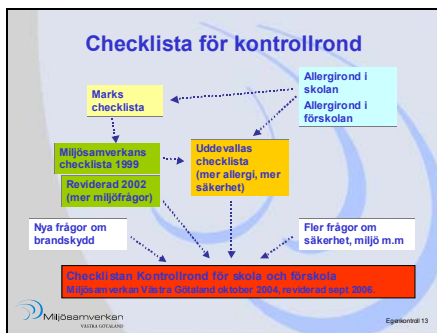 Checklista för kontrollrond
Allergirond i
skolan
Allergirond i
förskolan
Marks
checklista
Miljösamverkans
checklista 1999
Reviderad 2002
(mer miljöfrågor)
Uddevallas
checklista
(mer allergi, mer
säkerhet)
Nya frågor om
brandskydd
Fler frågor om
säkerhet, miljö m.m
Checklistan Kontrollrond för skola och förskola
Miljösamverkan Västra Götaland oktober 2004, reviderad sept 2006.
Miljösamverkan
VÄSTRA GÖTALAND
Egenkontroll 13